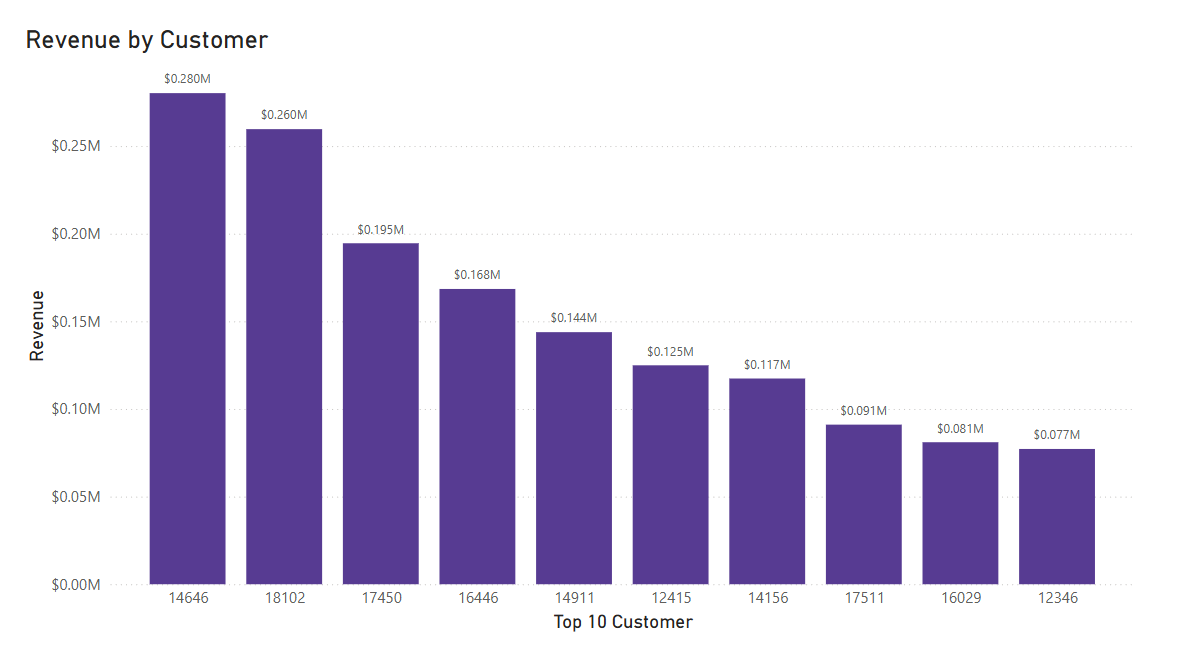 Revenue by Customer
$0.280M
$0.260M
$0.25M
$0.195M
$0.20M
$0.168M
$0.144M
$0.15M
$0.125M
$0.117M
$0.10M
$0.091M
$0.081M
$0.077M
$0.05M
$0.00M
Revenue
14646 18102 17450 16446 14911 12415 14156 17511 16029 12346
Top 10 Customer